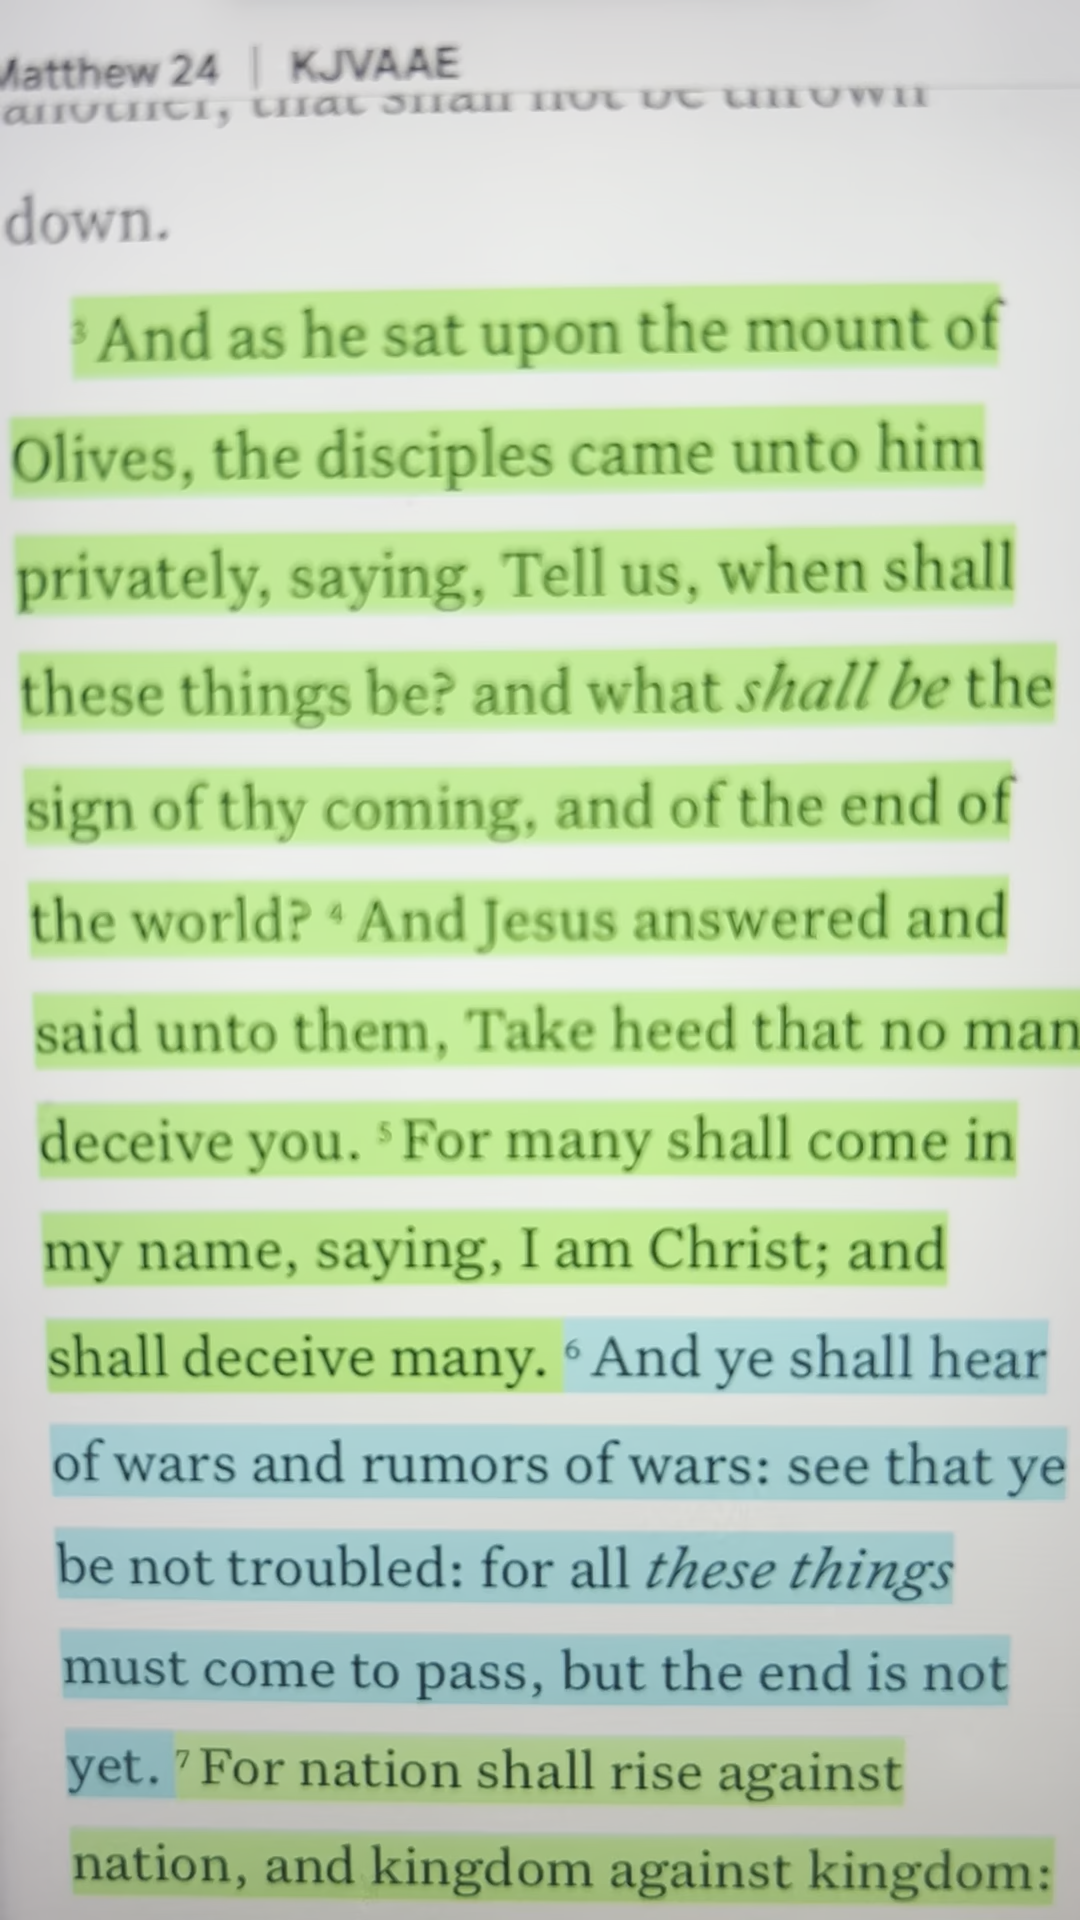 Matthew 24 | KJVAAE
another, that shall not be thrown
down.
3 And as he sat upon the mount of
Olives, the disciples came unto him
privately, saying, Tell us, when shall
these things be? and what shall be the
sign of thy coming, and of the end of
the world? 4 And Jesus answered and
said unto them, Take heed that no man
deceive you. 5 For many shall come in
my name, saying, I am Christ; and
shall deceive many. 6 And ye shall hear
of wars and rumors of wars: see that ye
be not troubled: for all these things
must come to pass, but the end is not
yet. 7 For nation shall rise against
nation, and kingdom against kingdom: